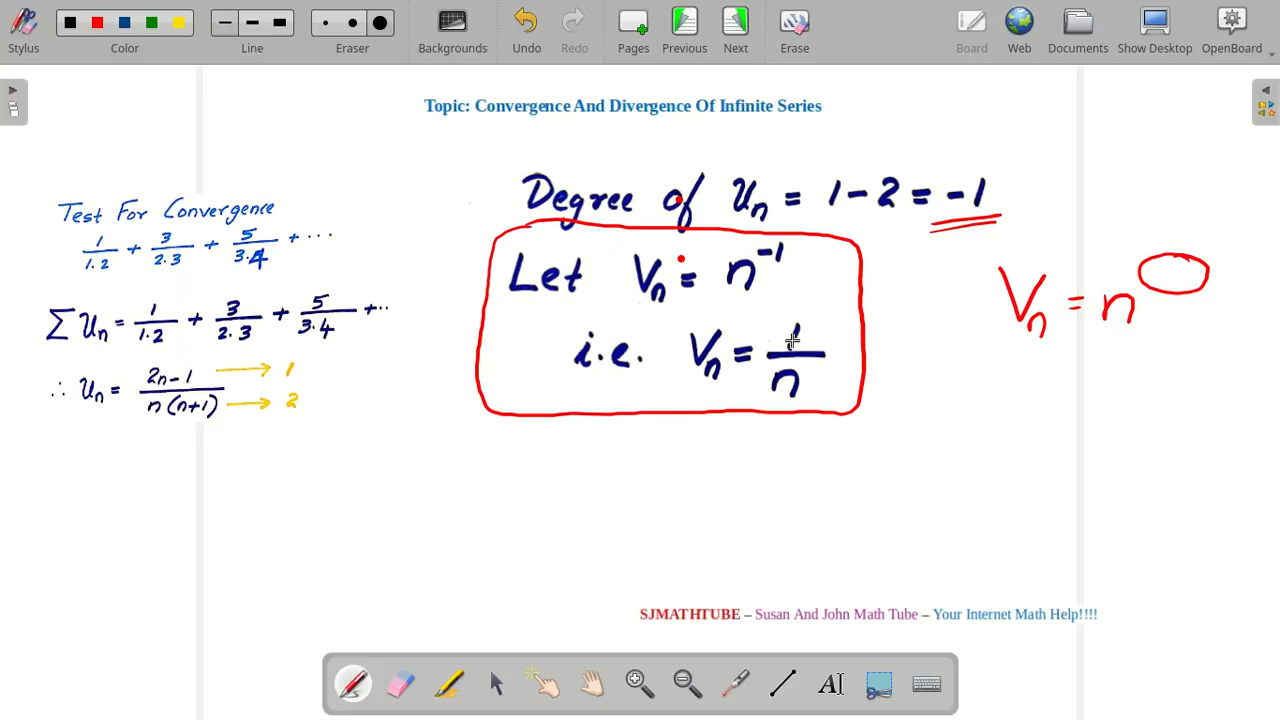 Stylus Color Line Eraser Backgrounds Undo Redo Pages Previous Next Erase Board Web Documents Show Desktop OpenBoard
Topic: Convergence And Divergence Of Infinite Series
Test For Convergence
1/1.2 + 3/2.3 + 5/3.4 + ...
∑ Un = 1/1.2 + 3/2.3 + 5/3.4 + ..
∴ Un = 2n-1/n(n+1) → 1 → 2
Degree of Un = 1 - 2 = -1
Let Vn = n^-1
i.e. Vn = 1/n
Vn = n
SJMATHTUBE – Susan And John Math Tube – Your Internet Math Help!!!!
AI